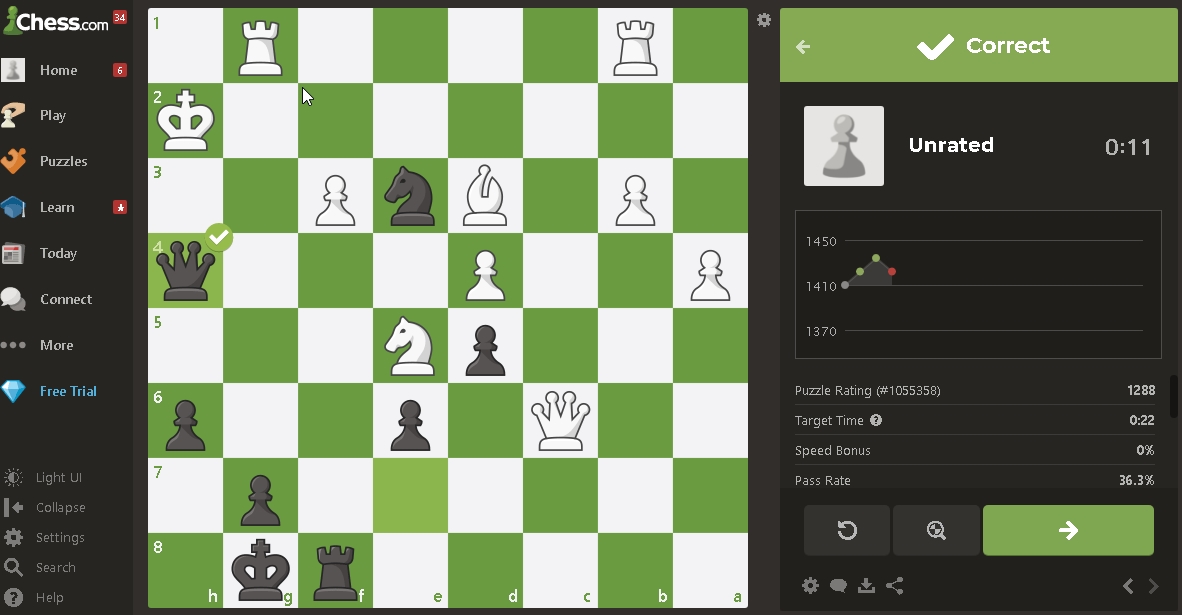 Chess.com 34
Home 6
Play
Puzzles
Learn
Today
Connect
More
Free Trial
Light UI
Collapse
Settings
Search
Help
1
2
3
4
5
6
7
8
h g f e d c b a
Correct
Unrated 0:11
1450
1410
1370
Puzzle Rating (#1055358) 1288
Target Time ? 0:22
Speed Bonus 0%
Pass Rate 36.3%